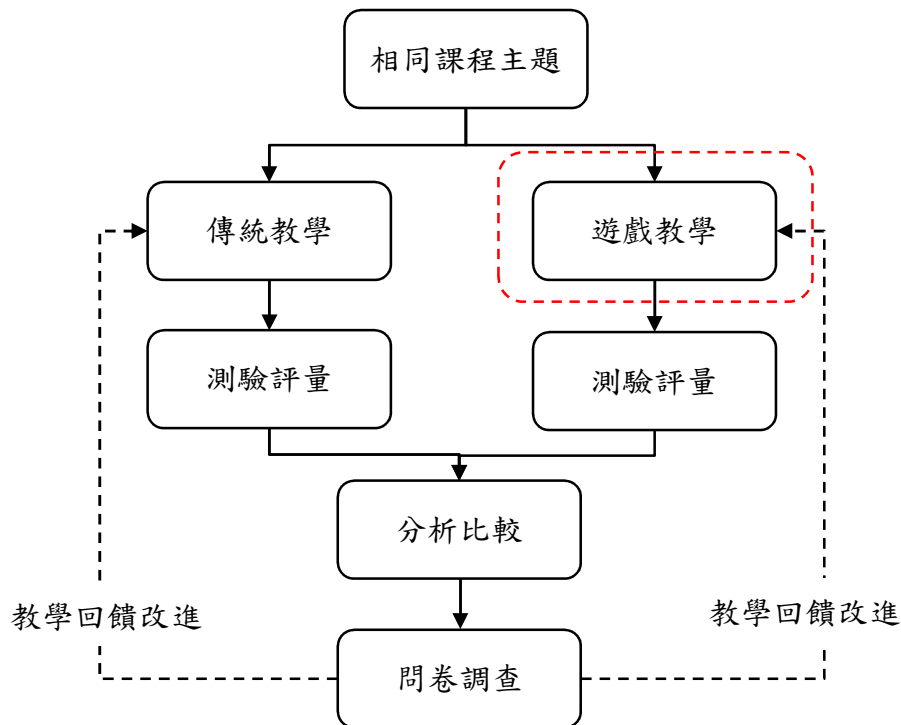 相同課程主題
傳統教學
遊戲教學
測驗評量
測驗評量
分析比較
教學回饋改進
教學回饋改進
問卷調查